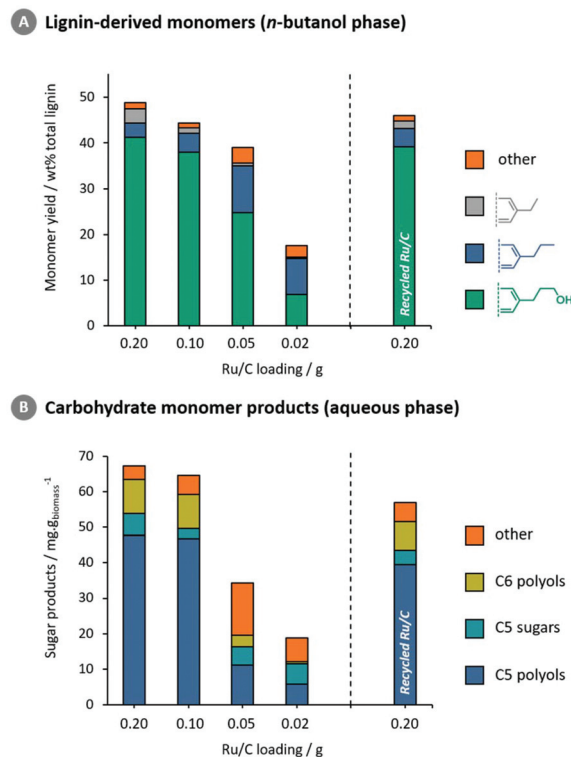 A Lignin-derived monomers (n-butanol phase)
Monomer yield / wt% total lignin
50
40
30
20
10
0
0.20 0.10 0.05 0.02 0.20
Recycled Ru/C
Ru/C loading / g
other
OH
B Carbohydrate monomer products (aqueous phase)
Sugar products / mg.g_biomass^-1
70
60
50
40
30
20
10
0
0.20 0.10 0.05 0.02 0.20
Recycled Ru/C
Ru/C loading / g
other
C6 polyols
C5 sugars
C5 polyols